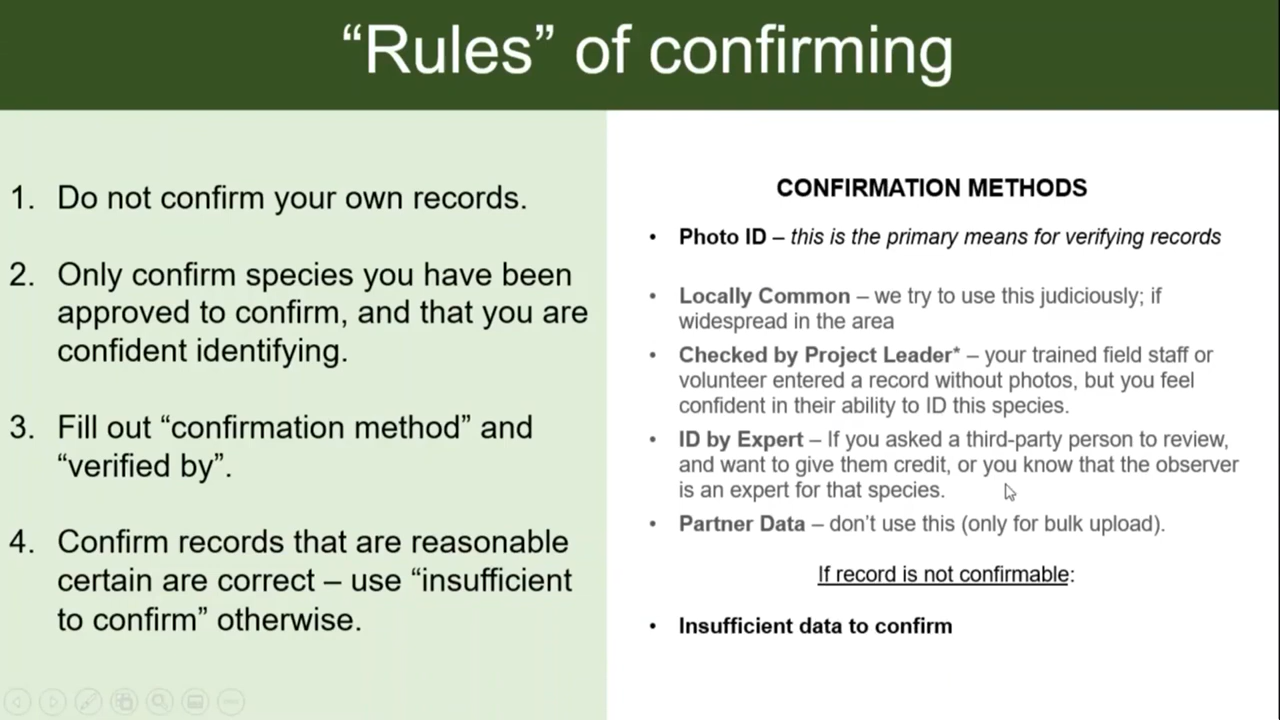 “Rules” of confirming
1. Do not confirm your own records.
2. Only confirm species you have been
approved to confirm, and that you are
confident identifying.
3. Fill out “confirmation method” and
“verified by”.
4. Confirm records that are reasonable
certain are correct – use “insufficient
to confirm” otherwise.
CONFIRMATION METHODS
• Photo ID – this is the primary means for verifying records
• Locally Common – we try to use this judiciously; if
widespread in the area
• Checked by Project Leader* – your trained field staff or
volunteer entered a record without photos, but you feel
confident in their ability to ID this species.
• ID by Expert – If you asked a third-party person to review,
and want to give them credit, or you know that the observer
is an expert for that species.
• Partner Data – don’t use this (only for bulk upload).
If record is not confirmable:
• Insufficient data to confirm